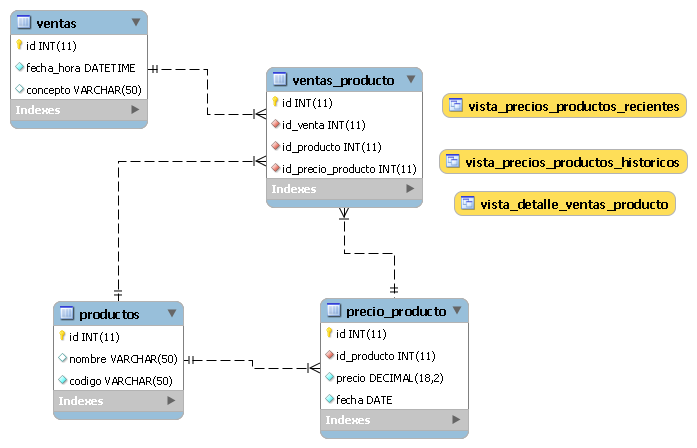 ventas
id INT(11)
fecha_hora DATETIME
concepto VARCHAR(50)
Indexes
ventas_producto
id INT(11)
id_venta INT(11)
id_producto INT(11)
id_precio_producto INT(11)
Indexes
vista_precios_productos_recientes
vista_precios_productos_historicos
vista_detalle_ventas_producto
productos
id INT(11)
nombre VARCHAR(50)
codigo VARCHAR(50)
Indexes
precio_producto
id INT(11)
id_producto INT(11)
precio DECIMAL(18,2)
fecha DATE
Indexes